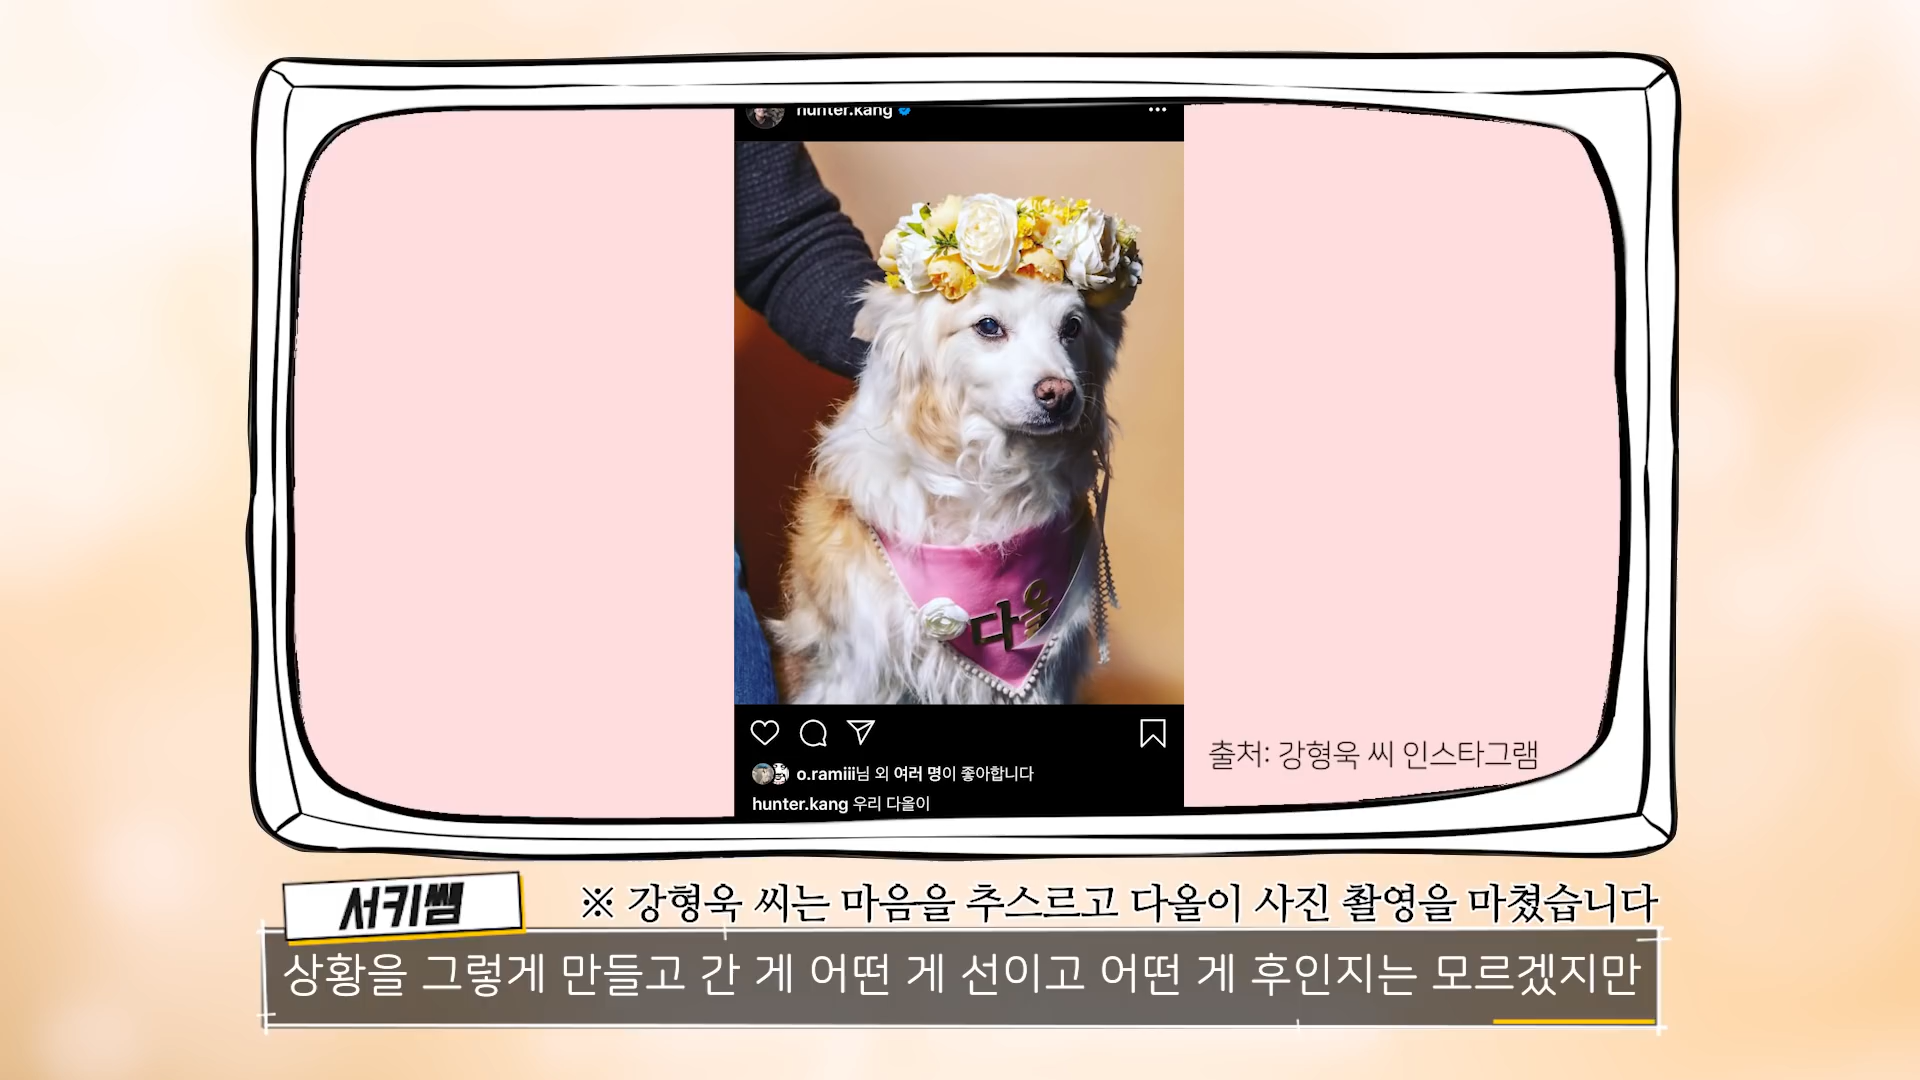 hunter.kang
다올
o.ramiii님 외 여러 명이 좋아합니다
hunter.kang 우리 다올이
출처: 강형욱 씨 인스타그램
서키쌤
※ 강형욱 씨는 마음을 추스르고 다올이 사진 촬영을 마쳤습니다
상황을 그렇게 만들고 간 게 어떤 게 선이고 어떤 게 후인지는 모르겠지만